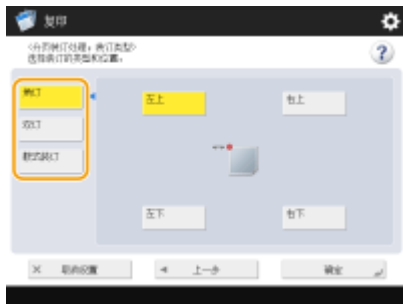 复印
<分页装订处理：装订类型>
选择装订的类型和位置。
装订
左上
右上
双订
骑式装订
左下
右下
取消设置
上一步
确定